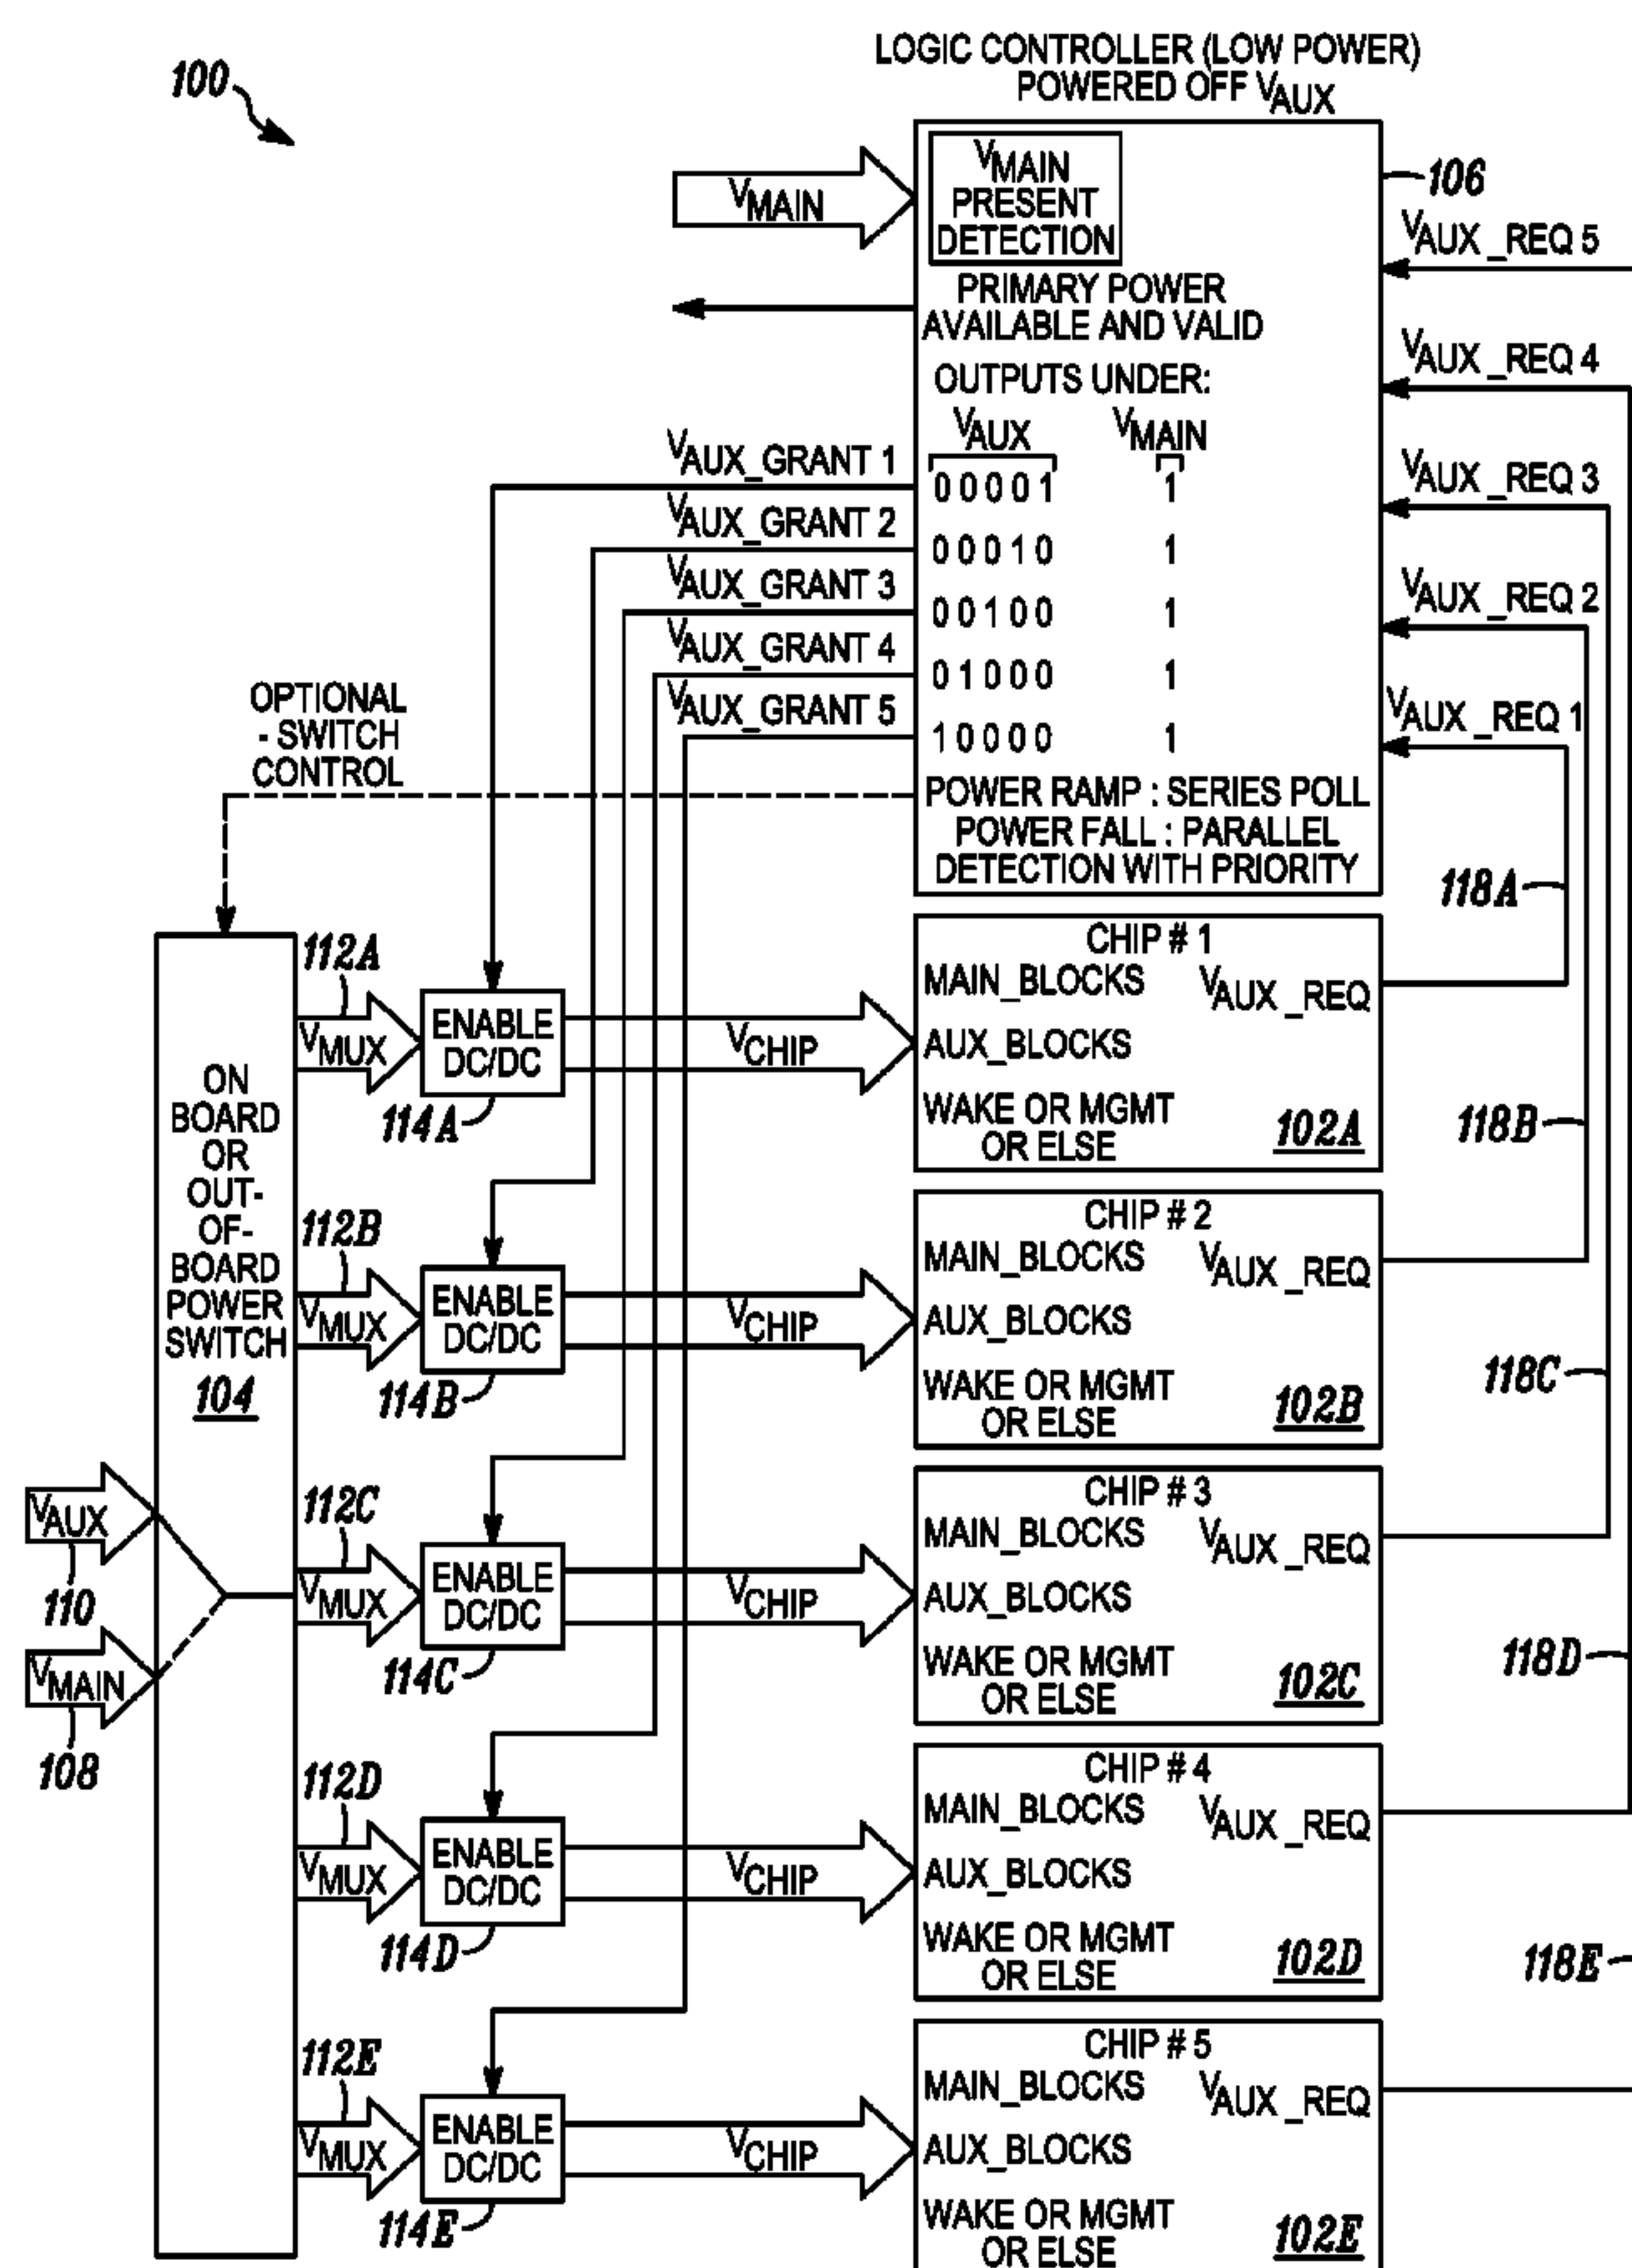 100
LOGIC CONTROLLER (LOW POWER)
POWERED OFF VAUX
VMAIN
VMAIN
PRESENT
DETECTION
106
PRIMARY POWER
AVAILABLE AND VALID
OUTPUTS UNDER:
VAUX VMAIN
00001 1
00010 1
00100 1
01000 1
10000 1
POWER RAMP : SERIES POLL
POWER FALL : PARALLEL
DETECTION WITH PRIORITY
VAUX_REQ 5
VAUX_REQ 4
VAUX_REQ 3
VAUX_REQ 2
VAUX_REQ 1
VAUX_GRANT 1
VAUX_GRANT 2
VAUX_GRANT 3
VAUX_GRANT 4
VAUX_GRANT 5
OPTIONAL
- SWITCH
CONTROL
118A
118B
118C
118D
118E
ON
BOARD
OR
OUT-
OF-
BOARD
POWER
SWITCH
104
VAUX
110
VMAIN
108
112A
VMUX
ENABLE
DC/DC
114A
VCHIP
CHIP # 1
MAIN_BLOCKS VAUX_REQ
AUX_BLOCKS
WAKE OR MGMT
OR ELSE
102A
112B
VMUX
ENABLE
DC/DC
114B
VCHIP
CHIP # 2
MAIN_BLOCKS VAUX_REQ
AUX_BLOCKS
WAKE OR MGMT
OR ELSE
102B
112C
VMUX
ENABLE
DC/DC
114C
VCHIP
CHIP # 3
MAIN_BLOCKS VAUX_REQ
AUX_BLOCKS
WAKE OR MGMT
OR ELSE
102C
112D
VMUX
ENABLE
DC/DC
114D
VCHIP
CHIP # 4
MAIN_BLOCKS VAUX_REQ
AUX_BLOCKS
WAKE OR MGMT
OR ELSE
102D
112E
VMUX
ENABLE
DC/DC
114E
VCHIP
CHIP # 5
MAIN_BLOCKS VAUX_REQ
AUX_BLOCKS
WAKE OR MGMT
OR ELSE
102E